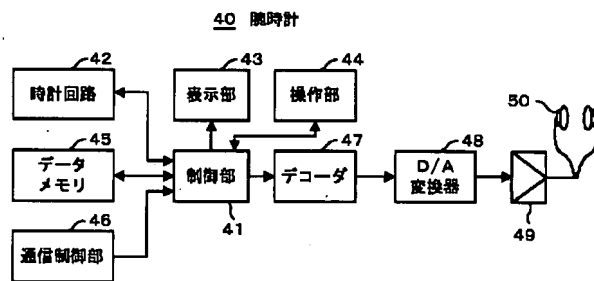 40 腕時計
42
時計回路
43
表示部
44
操作部
45
データ
メモリ
制御部
41
47
デコーダ
48
D/A
変換器
49
50
46
通信制御部